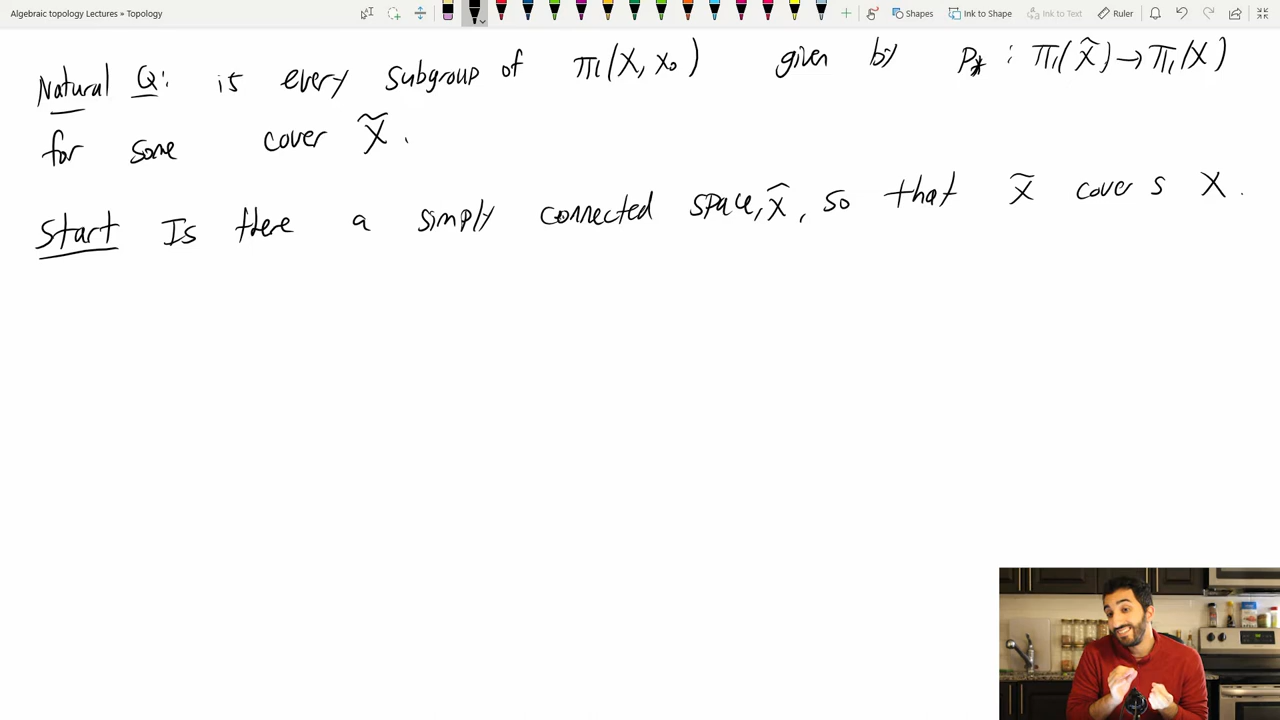 Algebraic topology Lectures » Topology
Shapes Ink to Shape Ink to Text Ruler
Natural Q: is every subgroup of π₁(X, x₀) given by p_* : π₁(X̃) → π₁(X)
for some cover X̃.
Start Is there a simply connected space, X̃, so that X̃ covers X.